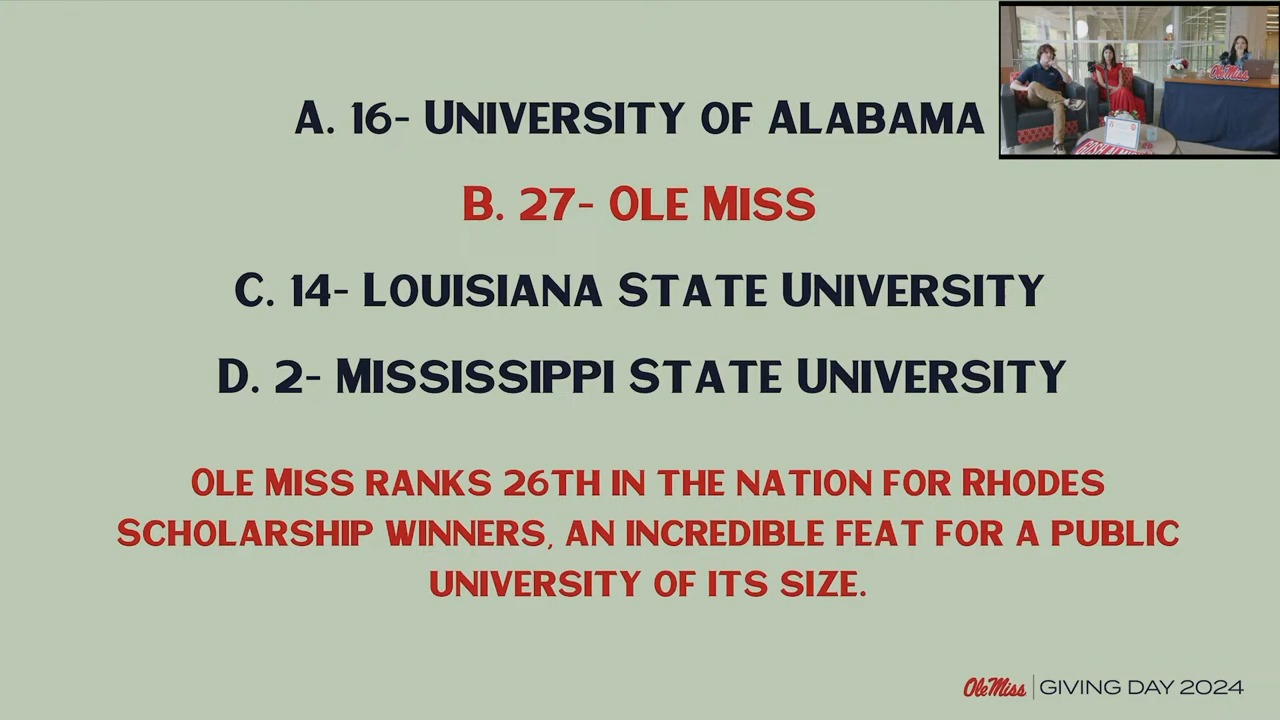 A. 16- University of Alabama
B. 27- Ole Miss
C. 14- Louisiana State University
D. 2- Mississippi State University
Ole Miss ranks 26th in the nation for Rhodes
Scholarship winners, an incredible feat for a public
university of its size.
Ole Miss
Ole Miss | GIVING DAY 2024